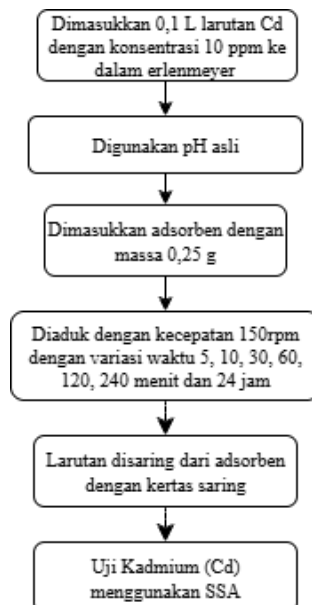 Dimasukkan 0,1 L larutan Cd
dengan konsentrasi 10 ppm ke
dalam erlenmeyer
Digunakan pH asli
Dimasukkan adsorben dengan
massa 0,25 g
Diaduk dengan kecepatan 150rpm
dengan variasi waktu 5, 10, 30, 60,
120, 240 menit dan 24 jam
Larutan disaring dari adsorben
dengan kertas saring
Uji Kadmium (Cd)
menggunakan SSA